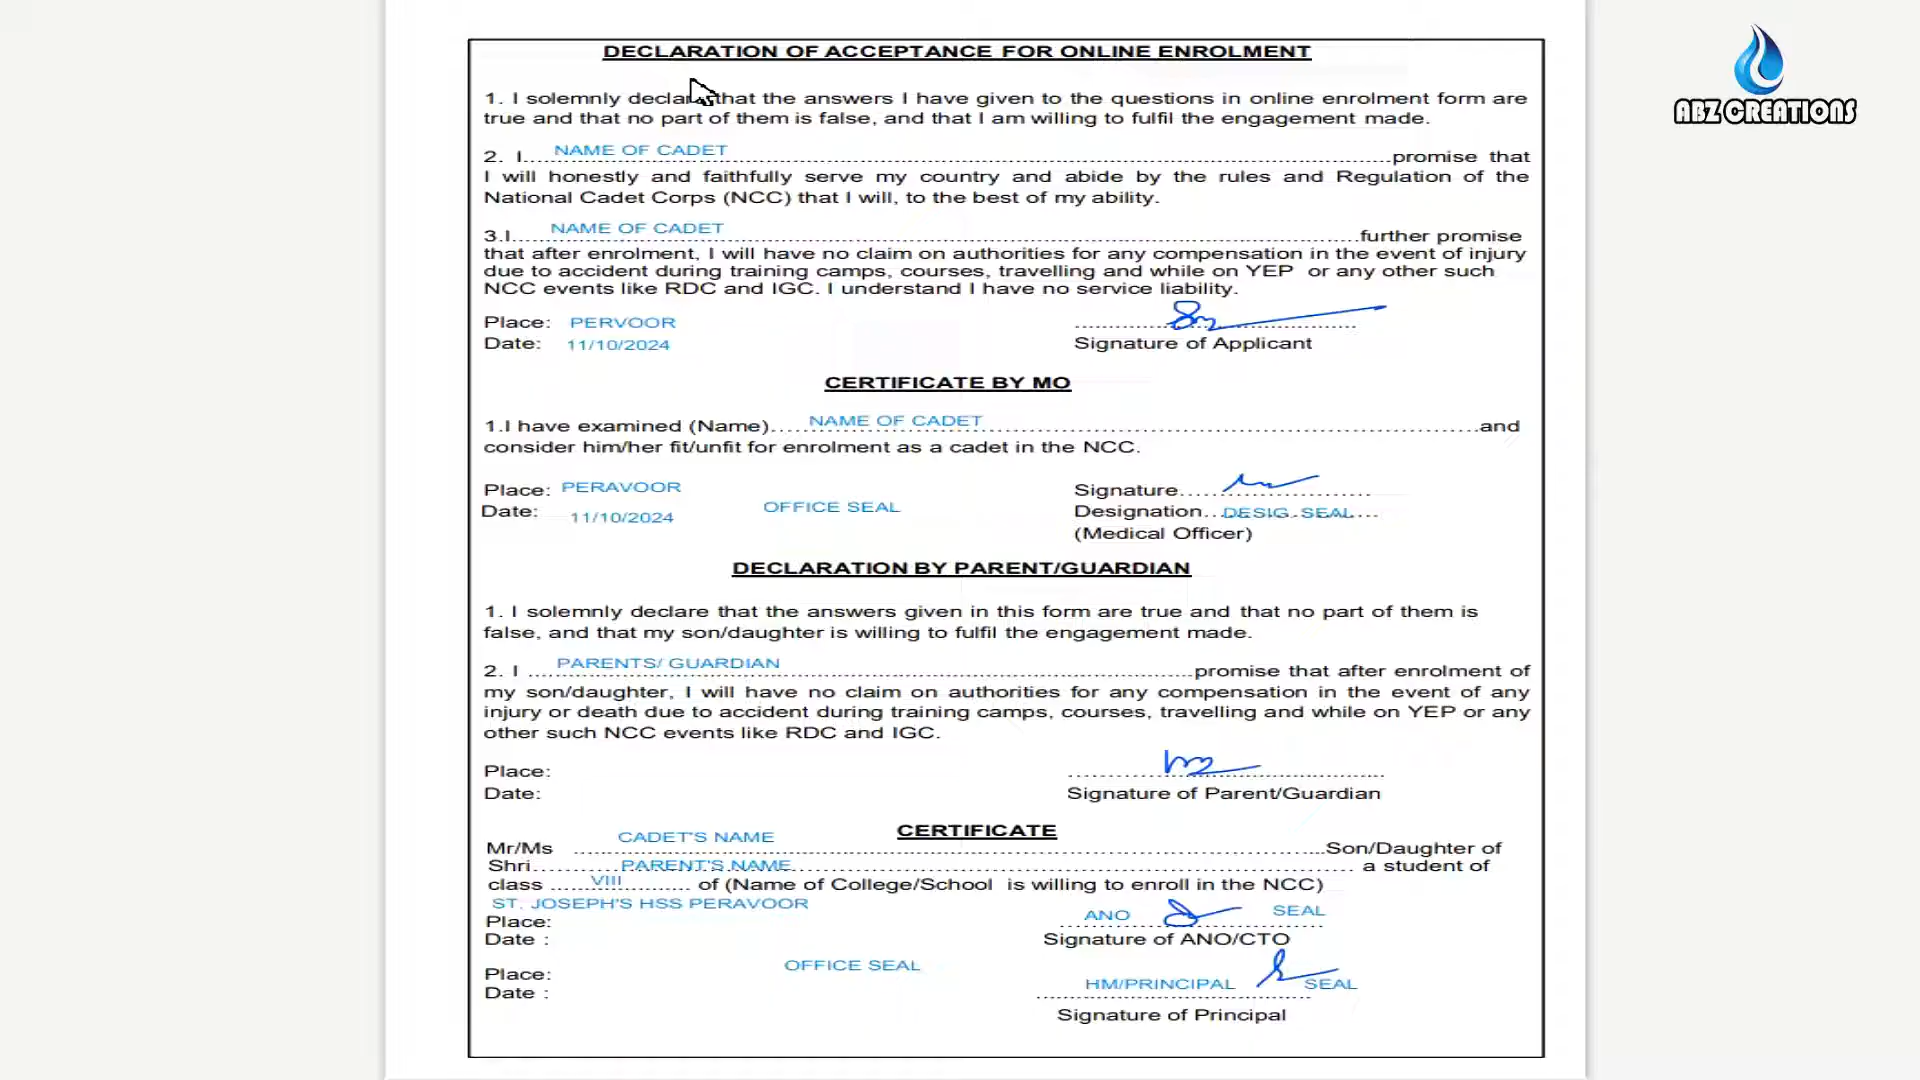 DECLARATION OF ACCEPTANCE FOR ONLINE ENROLMENT
ABZ CREATIONS
1. I solemnly declare that the answers I have given to the questions in online enrolment form are
true and that no part of them is false, and that I am willing to fulfil the engagement made.
2. I.... NAME OF CADET ....promise that
I will honestly and faithfully serve my country and abide by the rules and Regulation of the
National Cadet Corps (NCC) that I will, to the best of my ability.
3.I.... NAME OF CADET ....further promise
that after enrolment, I will have no claim on authorities for any compensation in the event of injury
due to accident during training camps, courses, travelling and while on YEP or any other such
NCC events like RDC and IGC. I understand I have no service liability.
Place: PERVOOR
Date: 11/10/2024 Signature of Applicant
CERTIFICATE BY MO
1.I have examined (Name).... NAME OF CADET ....and
consider him/her fit/unfit for enrolment as a cadet in the NCC.
Place: PERAVOOR Signature....
Date: 11/10/2024 OFFICE SEAL Designation....DESIG. SEAL....
(Medical Officer)
DECLARATION BY PARENT/GUARDIAN
1. I solemnly declare that the answers given in this form are true and that no part of them is
false, and that my son/daughter is willing to fulfil the engagement made.
2. I .... PARENTS/ GUARDIAN ....promise that after enrolment of
my son/daughter, I will have no claim on authorities for any compensation in the event of any
injury or death due to accident during training camps, courses, travelling and while on YEP or any
other such NCC events like RDC and IGC.
Place:
Date: Signature of Parent/Guardian
CERTIFICATE
Mr/Ms .... CADET'S NAME ....Son/Daughter of
Shri.... PARENT'S NAME .... a student of
class .... VIII .... of (Name of College/School is willing to enroll in the NCC)
ST. JOSEPH'S HSS PERAVOOR
Place: ANO SEAL
Date : Signature of ANO/CTO
Place: OFFICE SEAL HM/PRINCIPAL SEAL
Date :
Signature of Principal